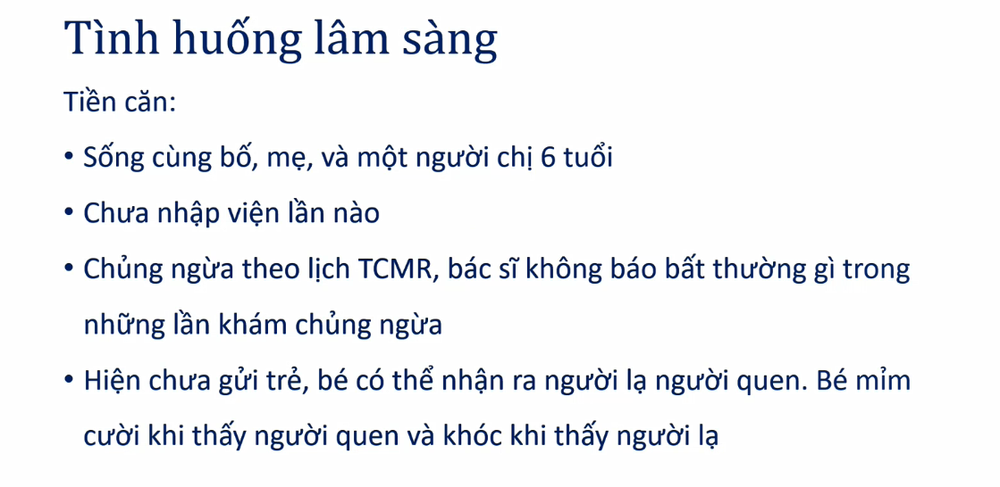 Tình huống lâm sàng
Tiền căn:
• Sống cùng bố, mẹ, và một người chị 6 tuổi
• Chưa nhập viện lần nào
• Chủng ngừa theo lịch TCMR, bác sĩ không báo bất thường gì trong
những lần khám chủng ngừa
• Hiện chưa gửi trẻ, bé có thể nhận ra người lạ người quen. Bé mỉm
cười khi thấy người quen và khóc khi thấy người lạ